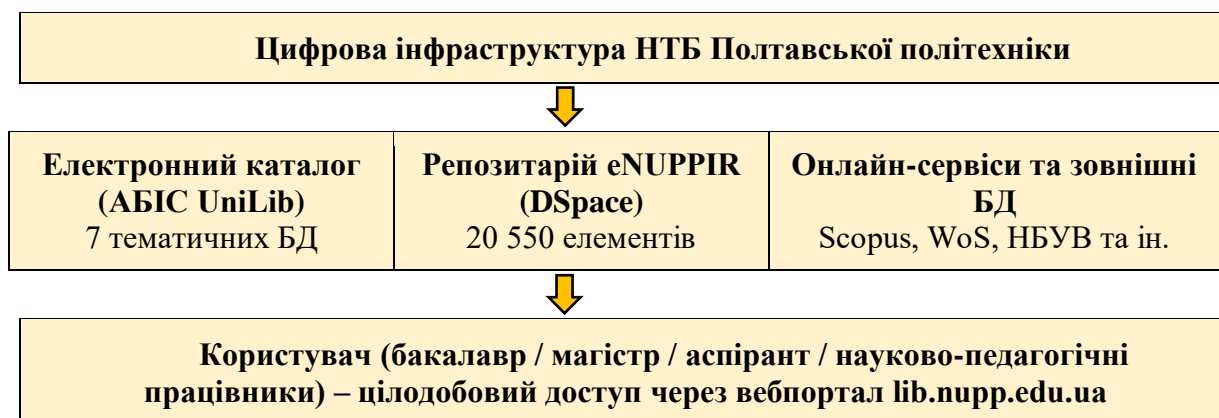 Цифрова інфраструктура НТБ Полтавської політехніки
Електронний каталог
(АБІС UniLib)
7 тематичних БД
Репозитарій eNUPPIR
(DSpace)
20 550 елементів
Онлайн-сервіси та зовнішні
БД
Scopus, WoS, НБУВ та ін.
Користувач (бакалавр / магістр / аспірант / науково-педагогічні
працівники) – цілодобовий доступ через вебпортал lib.nupp.edu.ua